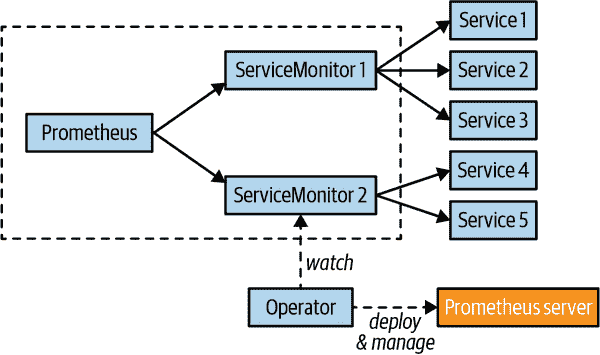 Prometheus
ServiceMonitor 1
ServiceMonitor 2
Service 1
Service 2
Service 3
Service 4
Service 5
watch
Operator
deploy
& manage
Prometheus server